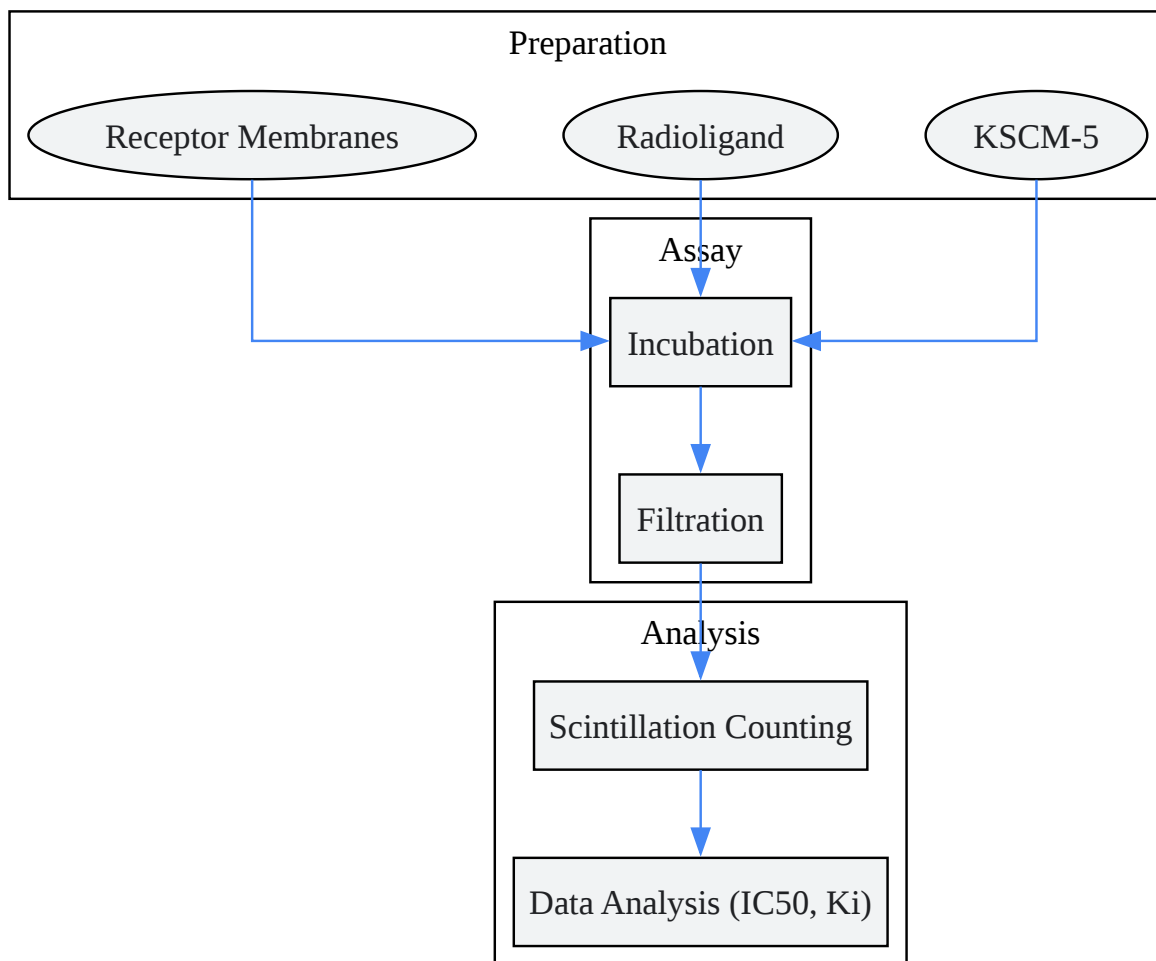 Preparation
Receptor Membranes
Radioligand
KSCM-5
Assay
Incubation
Filtration
Analysis
Scintillation Counting
Data Analysis (IC50, Ki)